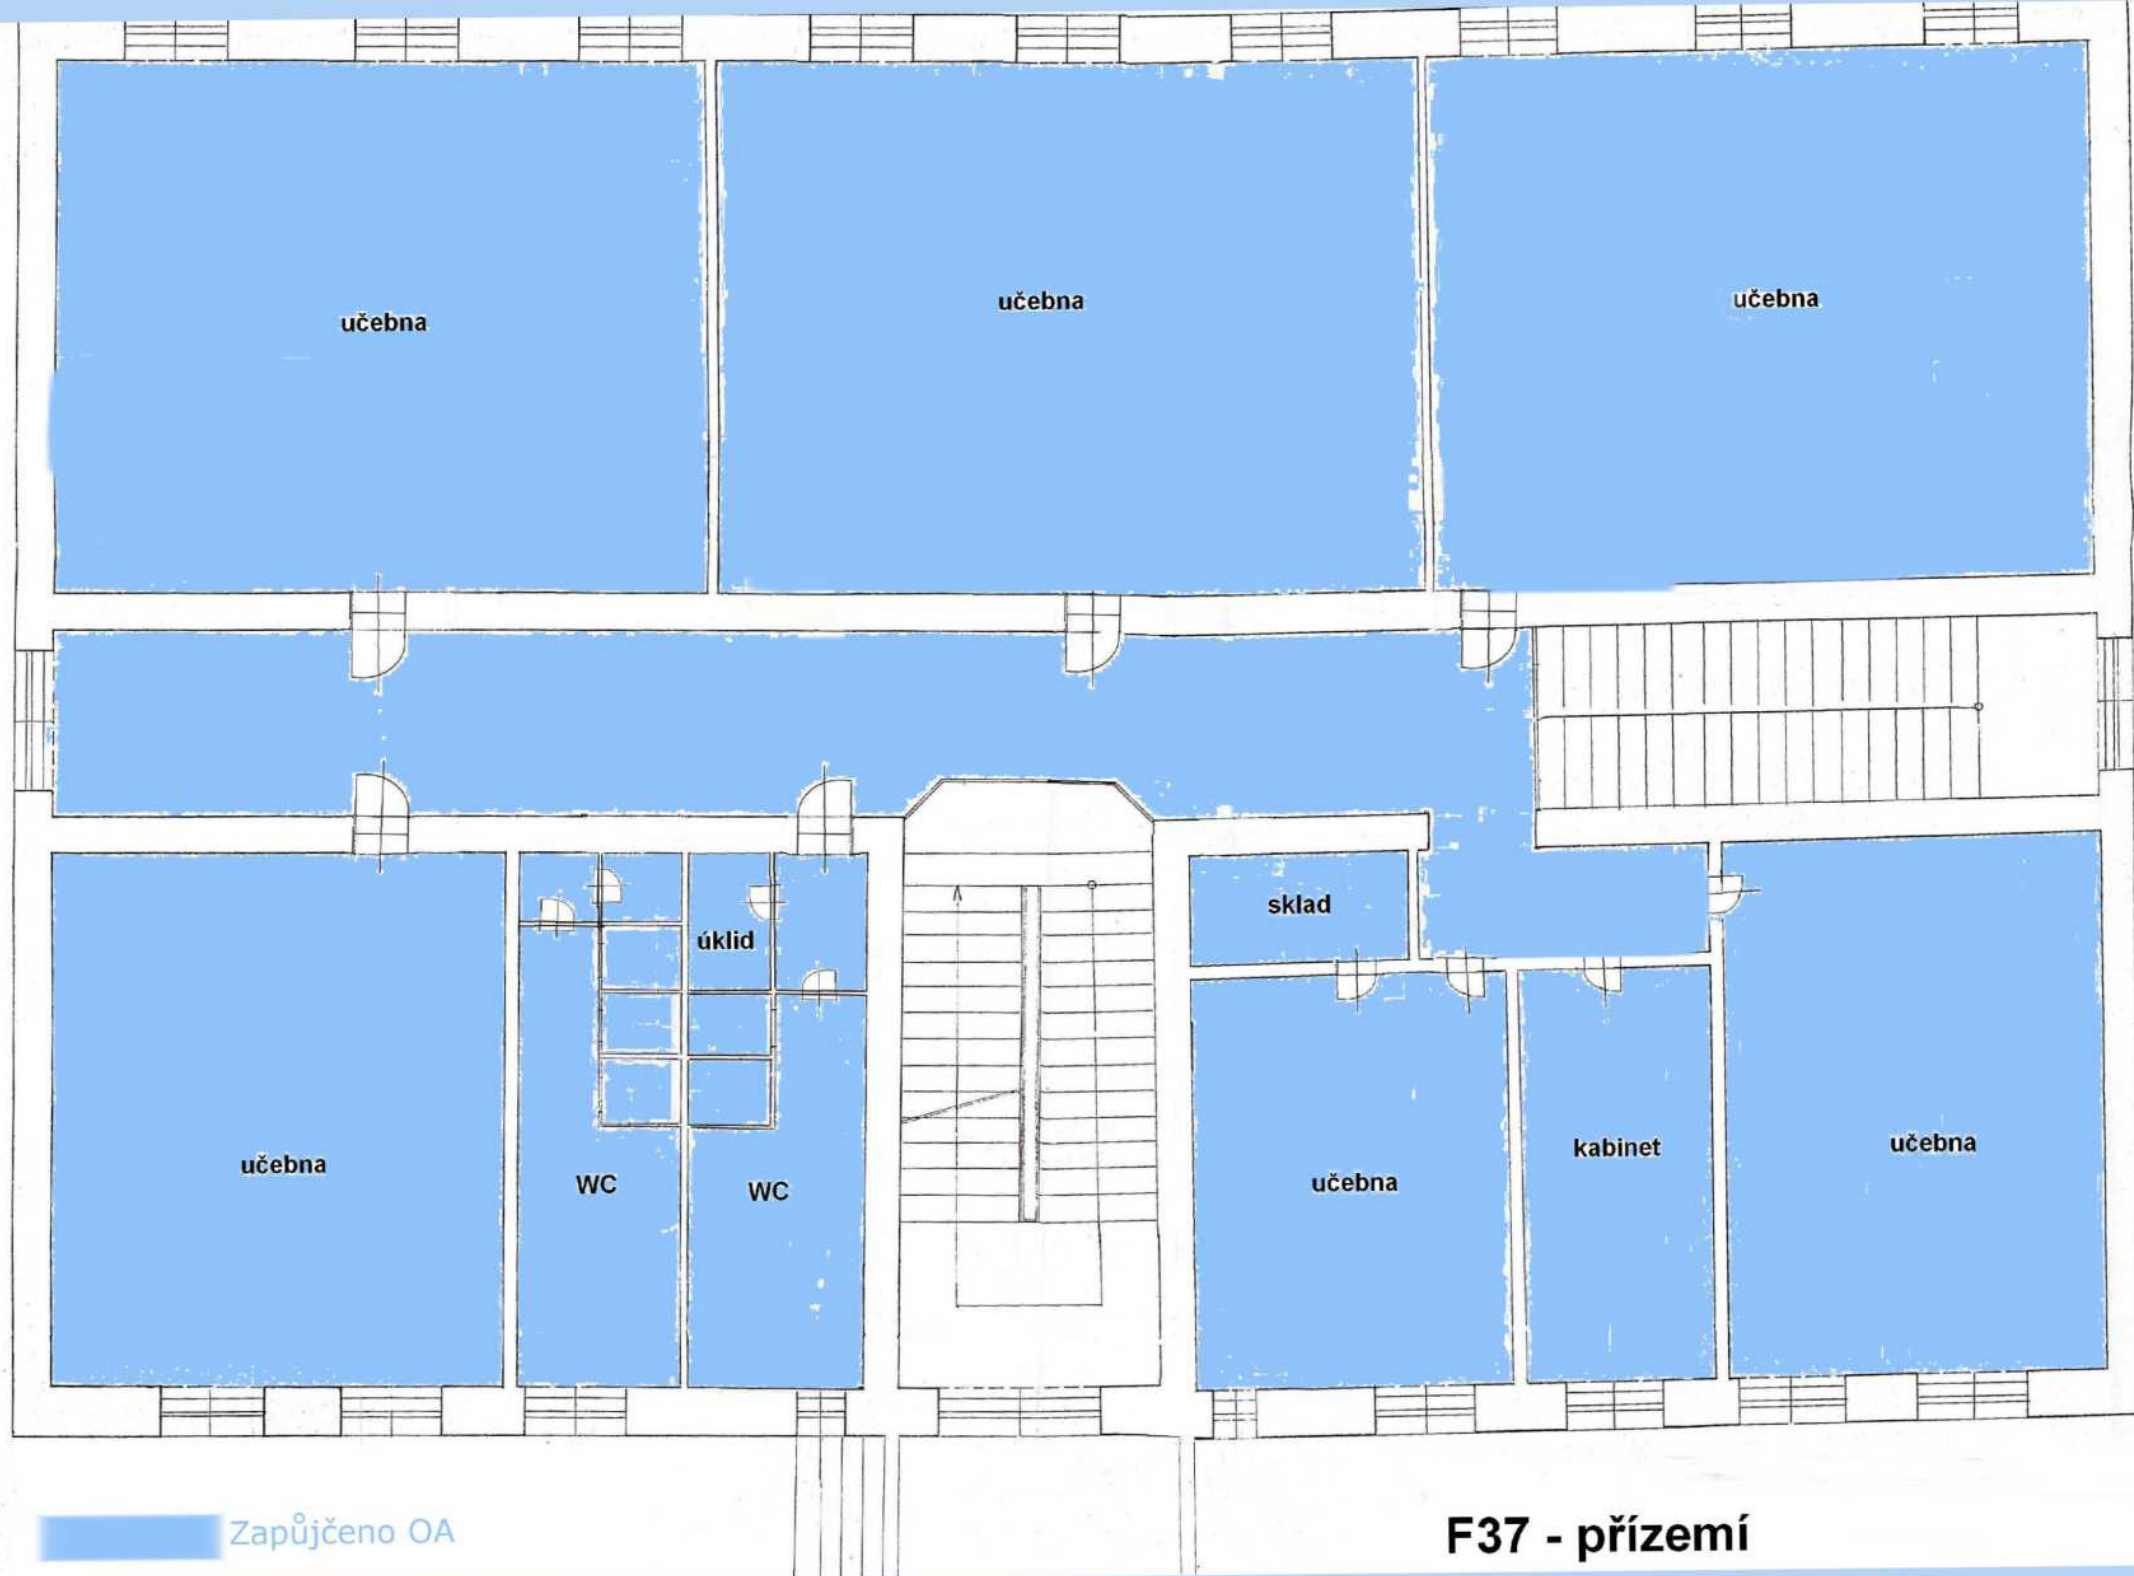 učebna
učebna
učebna
sklad
úklid
učebna
WC
WC
učebna
kabinet
učebna
Zapůjčeno OA
F37 - přízemí